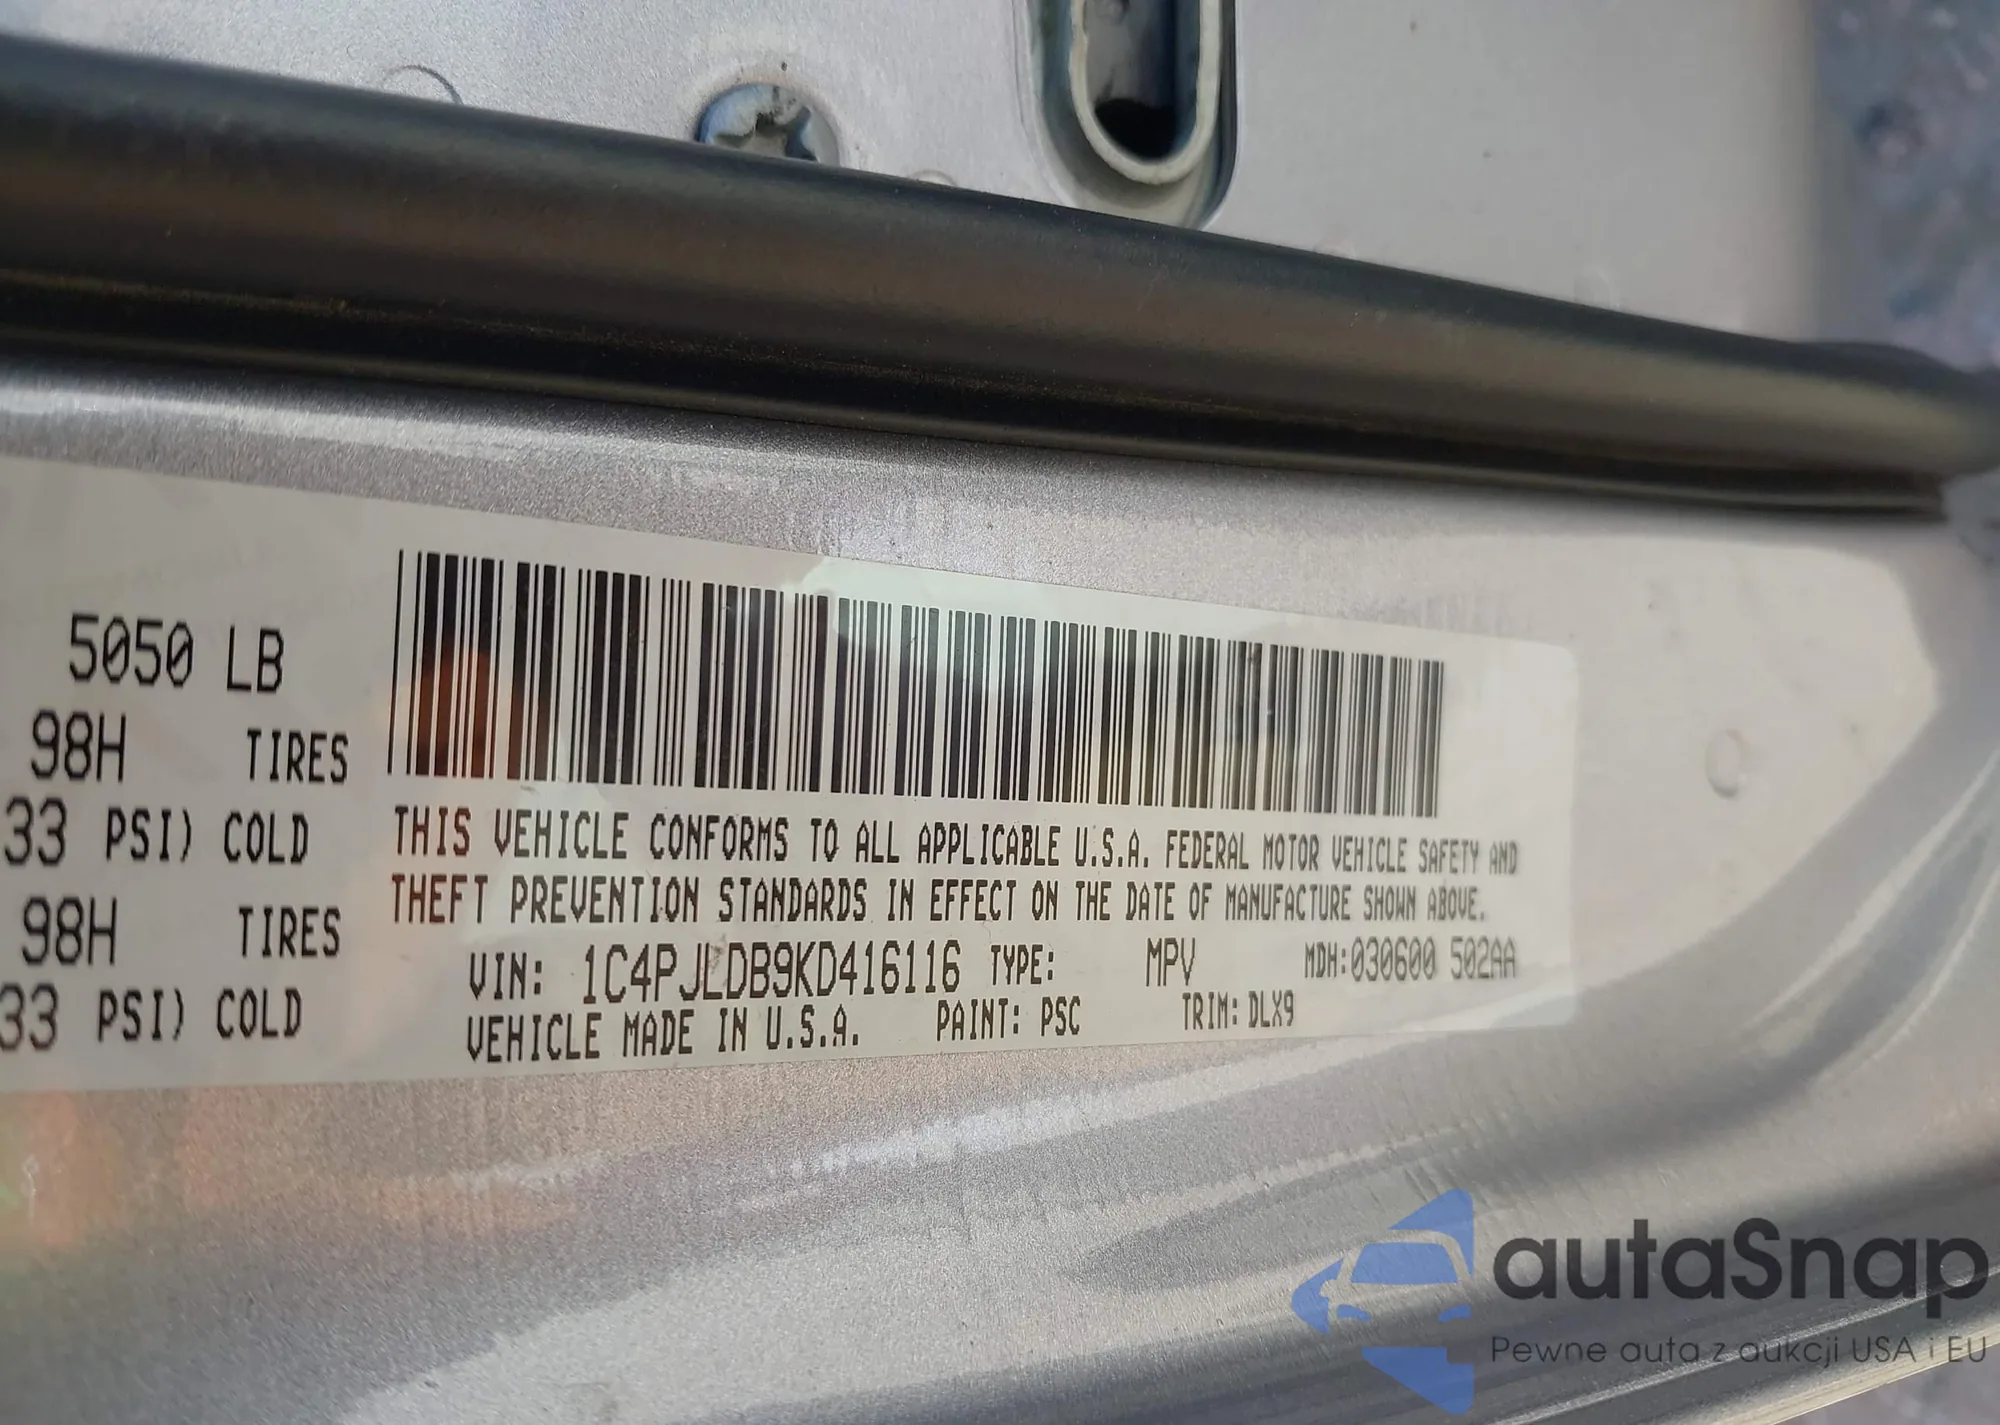 5050 LB
98H TIRES
33 PSI) COLD
98H TIRES
33 PSI) COLD
THIS VEHICLE CONFORMS TO ALL APPLICABLE U.S.A. FEDERAL MOTOR VEHICLE SAFETY AND
THEFT PREVENTION STANDARDS IN EFFECT ON THE DATE OF MANUFACTURE SHOWN ABOVE.
VIN: 1C4PJLDB9KD416116 TYPE: MPV MDH:030600 502AA
VEHICLE MADE IN U.S.A. PAINT: PSC TRIM: DLX9
autaSnap
Pewne auta z aukcji USA i EU